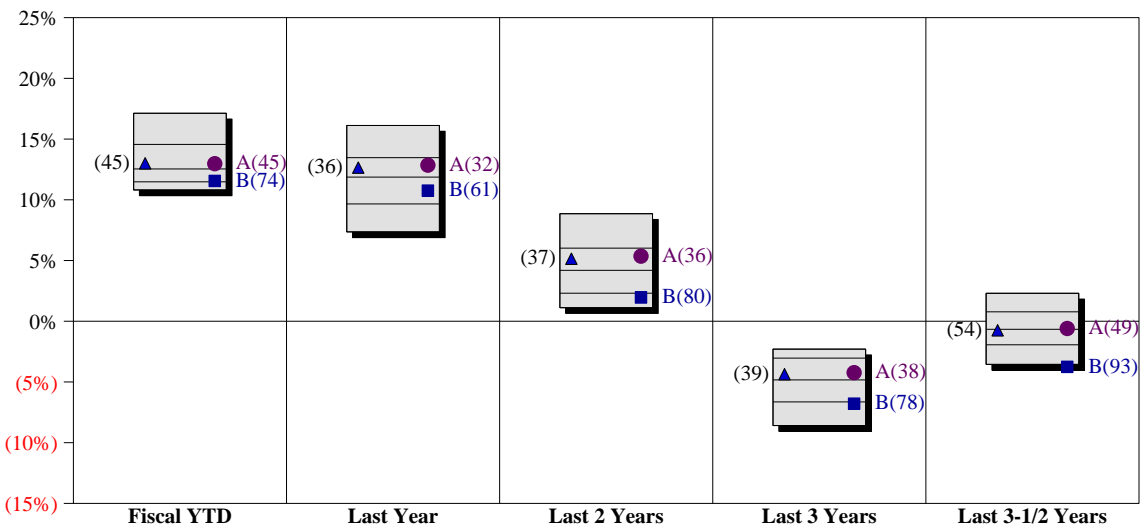 25%
20%
15%
10%
5%
0%
(5%)
(10%)
(15%)
(45)
A(45)
B(74)
(36)
A(32)
B(61)
(37)
A(36)
B(80)
(39)
A(38)
B(78)
(54)
A(49)
B(93)
Fiscal YTD Last Year Last 2 Years Last 3 Years Last 3-1/2 Years